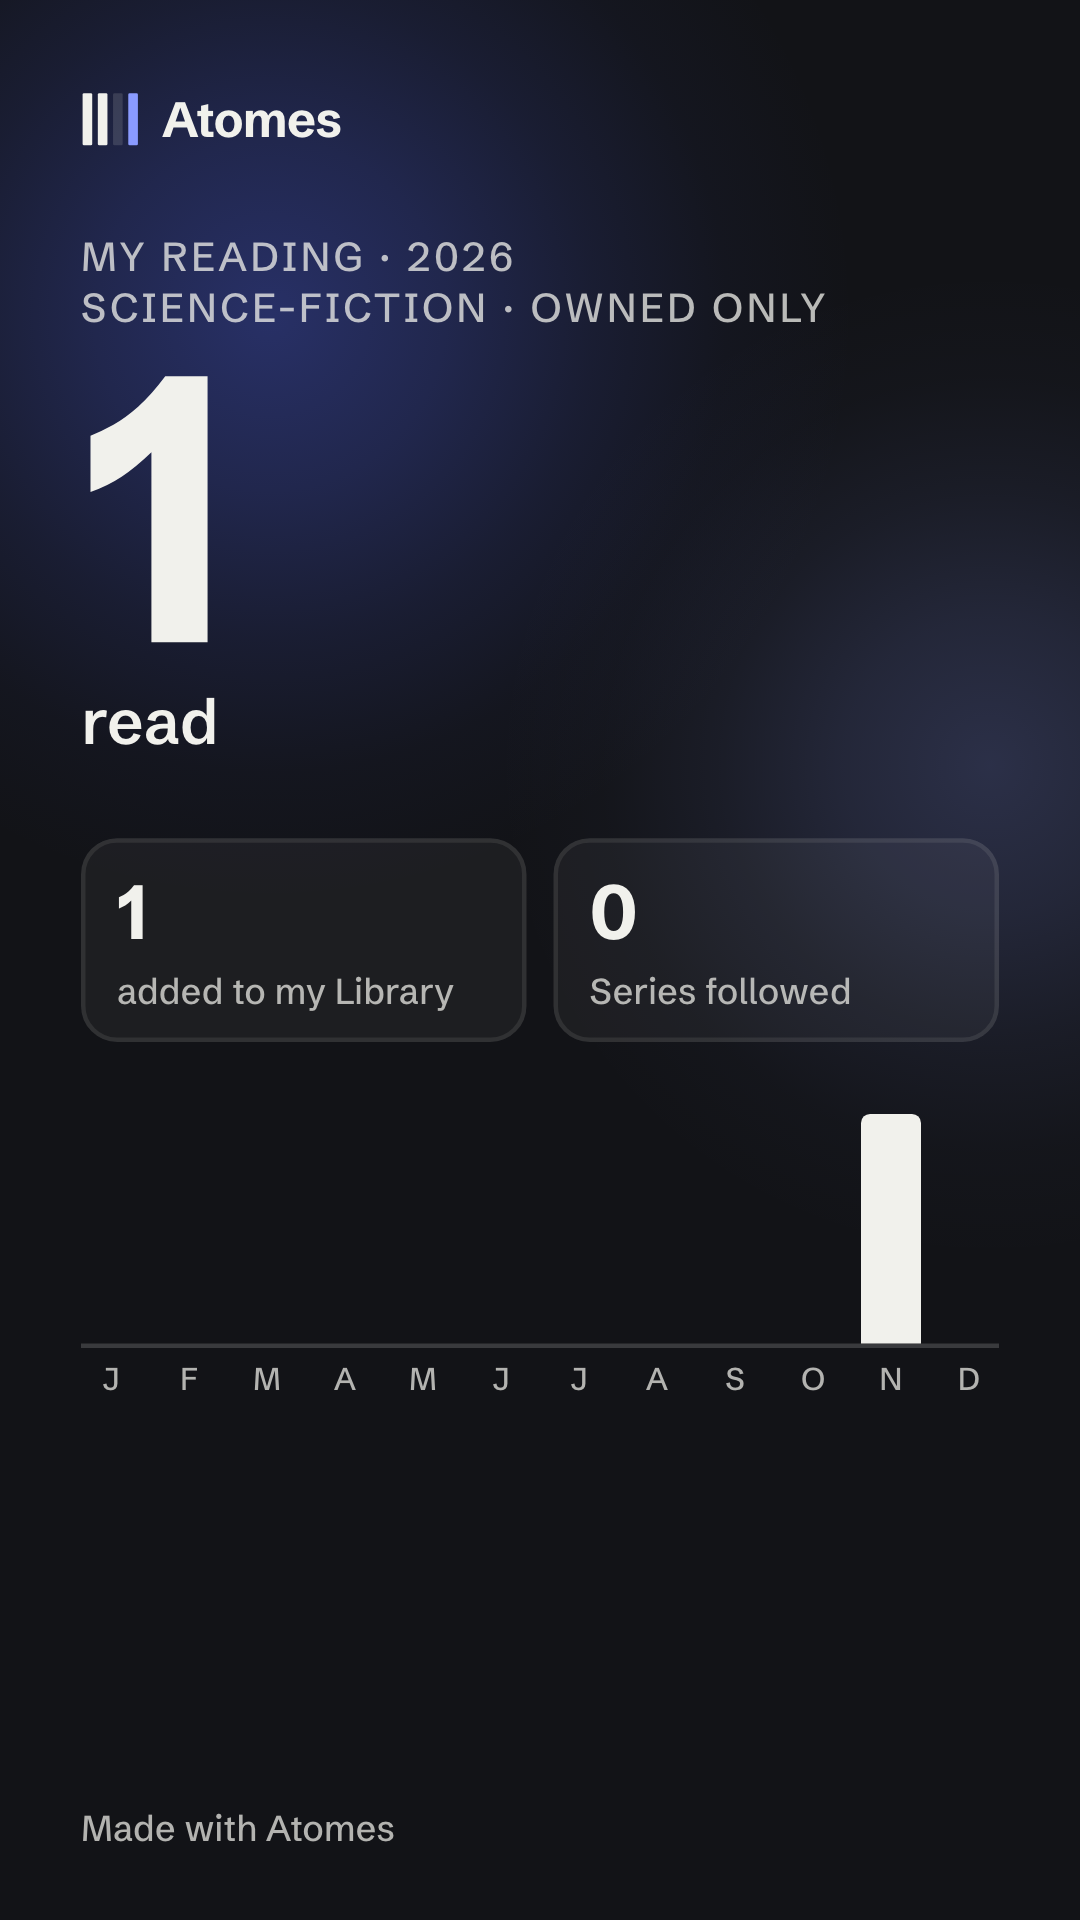 Atomes
MY READING · 2026
SCIENCE-FICTION · OWNED ONLY
1
read
1
added to my Library
0
Series followed
J F M A M J J A S O N D
Made with Atomes